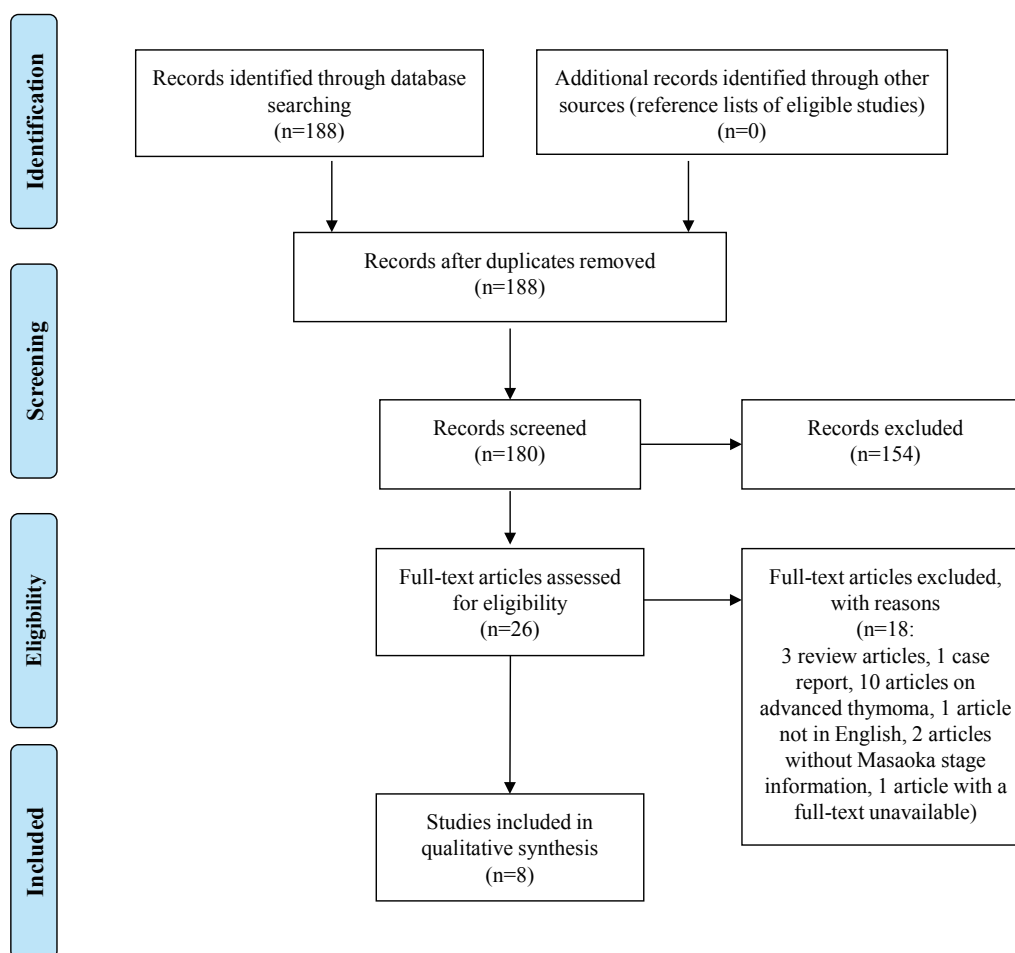 Identification
Records identified through database
searching
(n=188)
Additional records identified through other
sources (reference lists of eligible studies)
(n=0)
Records after duplicates removed
(n=188)
Screening
Records screened
(n=180)
Records excluded
(n=154)
Eligibility
Full-text articles assessed
for eligibility
(n=26)
Full-text articles excluded,
with reasons
(n=18:
3 review articles, 1 case
report, 10 articles on
advanced thymoma, 1 article
not in English, 2 articles
without Masaoka stage
information, 1 article with a
full-text unavailable)
Included
Studies included in
qualitative synthesis
(n=8)